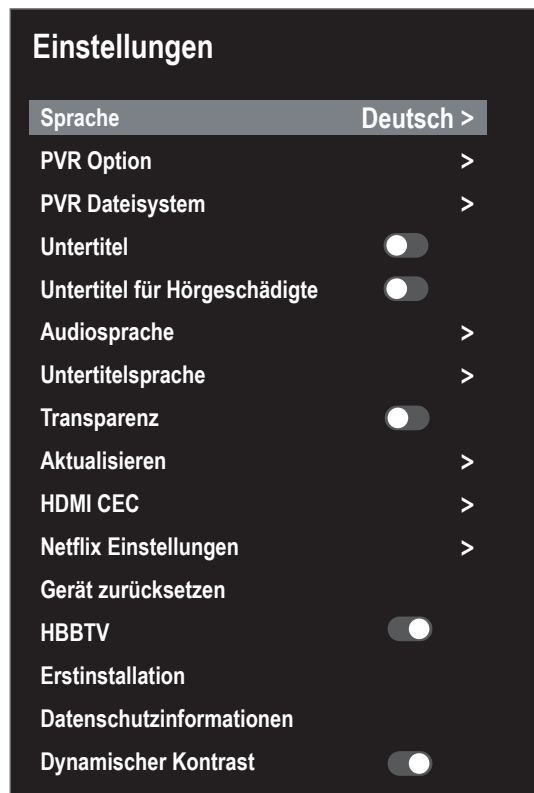 Einstellungen
Sprache Deutsch >
PVR Option >
PVR Dateisystem >
Untertitel
Untertitel für Hörgeschädigte
Audiosprache >
Untertitelsprache >
Transparenz
Aktualisieren >
HDMI CEC >
Netflix Einstellungen >
Gerät zurücksetzen
HBBTV
Erstinstallation
Datenschutzinformationen
Dynamischer Kontrast